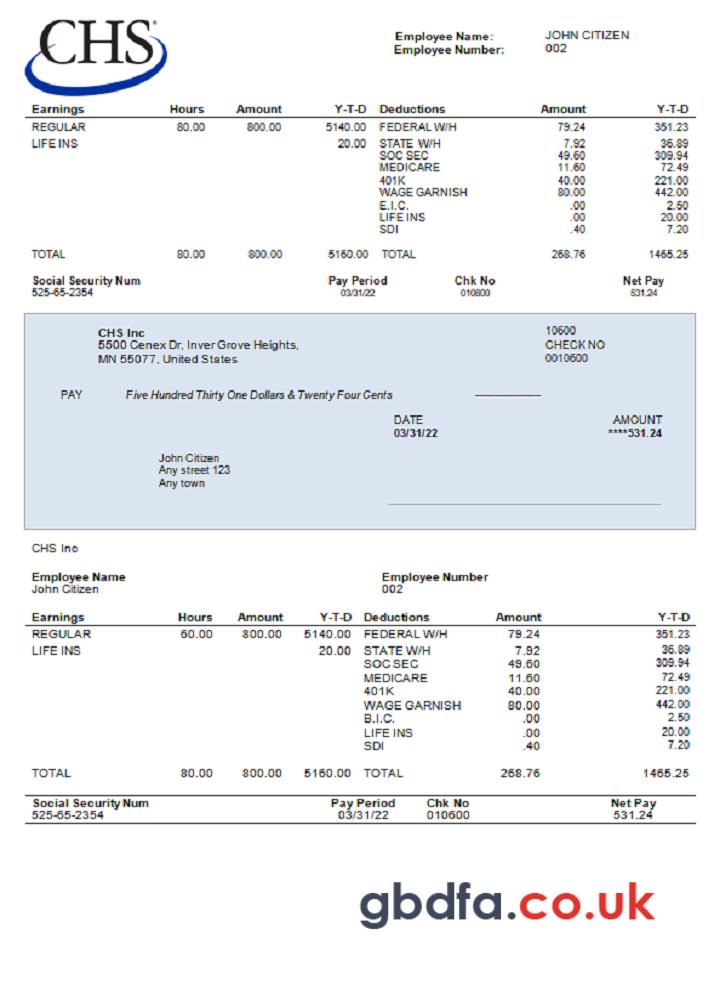 CHS
Employee Name: JOHN CITIZEN
Employee Number: 002
Earnings Hours Amount Y-T-D Deductions Amount Y-T-D
REGULAR 80.00 800.00 5140.00 FEDERAL W/H 79.24 351.23
LIFE INS 20.00 STATE W/H 7.92 36.89
SOC SEC 49.60 309.94
MEDICARE 11.60 72.49
401K 40.00 221.00
WAGE GARNISH 80.00 442.00
E.I.C. .00 2.50
LIFE INS .00 20.00
SDI .40 7.20
TOTAL 80.00 800.00 5160.00 TOTAL 268.76 1465.25
Social Security Num Pay Period Chk No Net Pay
525-65-2354 03/31/22 010600 531.24
CHS Inc 10600
5500 Cenex Dr, Inver Grove Heights, CHECK NO
MN 55077, United States 0010600
PAY Five Hundred Thirty One Dollars & Twenty Four Cents --------------------
DATE AMOUNT
03/31/22 ****531.24
John Citizen
Any street 123
Any town
CHS Inc
Employee Name Employee Number
John Citizen 002
Earnings Hours Amount Y-T-D Deductions Amount Y-T-D
REGULAR 60.00 800.00 5140.00 FEDERAL W/H 79.24 351.23
LIFE INS 20.00 STATE W/H 7.92 36.89
SOC SEC 49.60 309.94
MEDICARE 11.60 72.49
401K 40.00 221.00
WAGE GARNISH 80.00 442.00
B.I.C. .00 2.50
LIFE INS .00 20.00
SDI .40 7.20
TOTAL 80.00 800.00 5160.00 TOTAL 268.76 1465.25
Social Security Num Pay Period Chk No Net Pay
525-65-2354 03/31/22 010600 531.24
gbdfa.co.uk